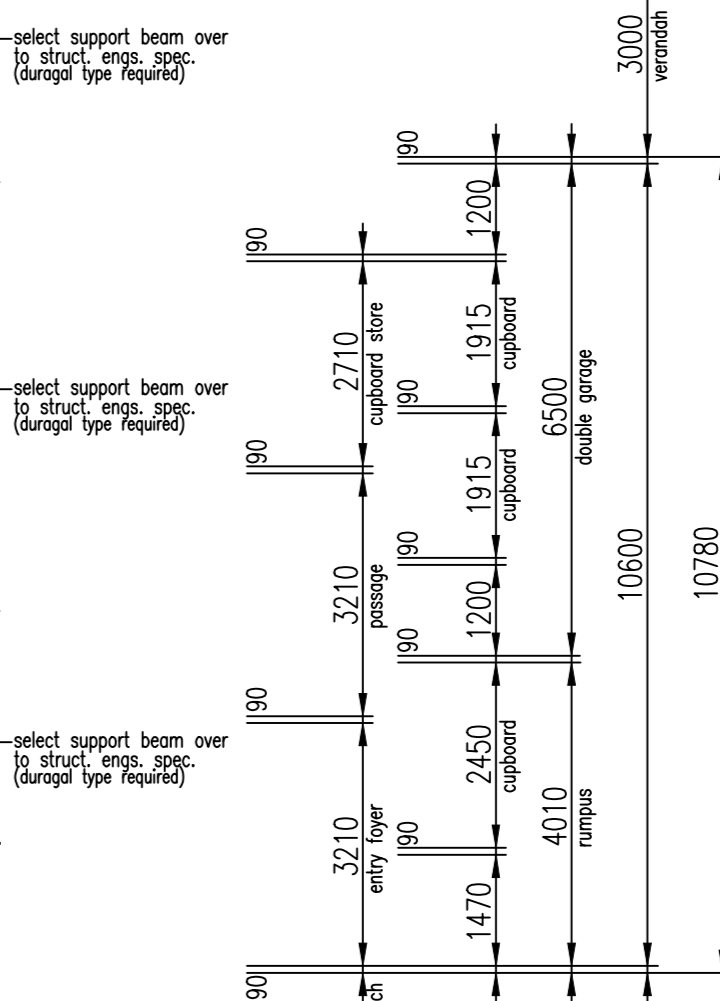 select support beam over
to struct. engs. spec.
(duragal type required)
select support beam over
to struct. engs. spec.
(duragal type required)
select support beam over
to struct. engs. spec.
(duragal type required)
90
2710
cupboard store
90
3210
passage
90
3210
entry foyer
90
ch
90
1200
1915
cupboard
90
1915
cupboard
90
1200
90
2450
cupboard
90
1470
6500
double garage
4010
rumpus
3000
verandah
10600
10780